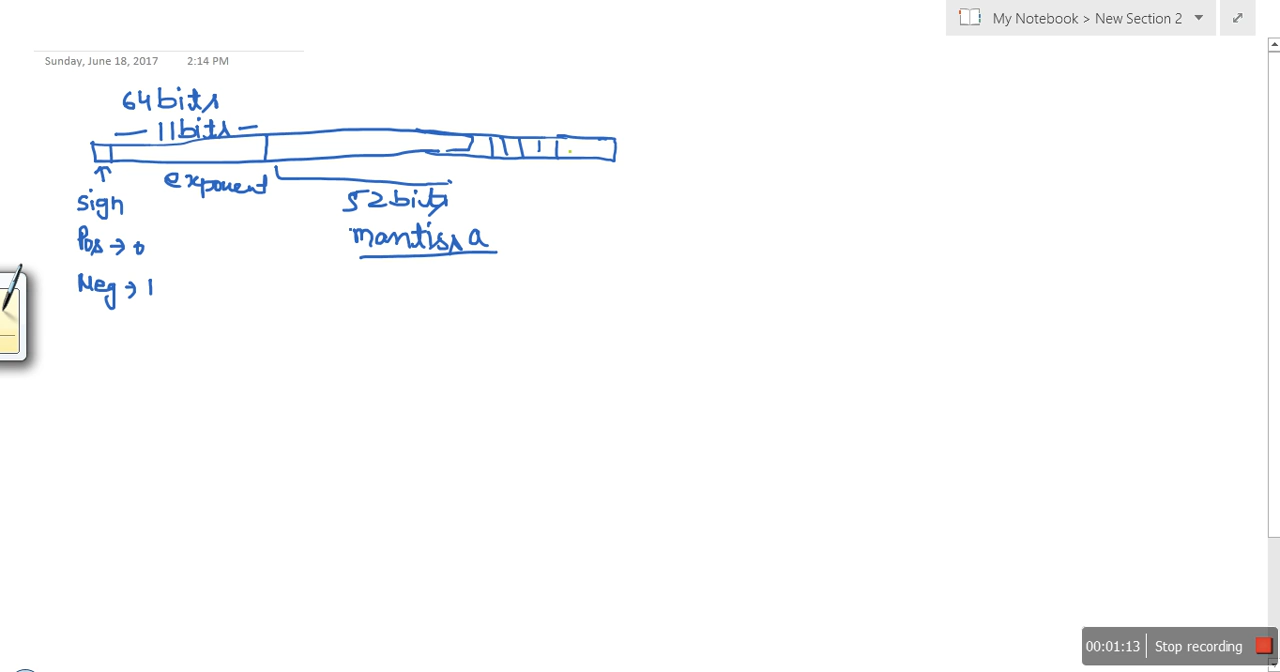 My Notebook > New Section 2
Sunday, June 18, 2017 2:14 PM
64bits
11bits
exponent
52bits
mantissa
Sign
Pos → 0
Neg → 1
00:01:13 Stop recording